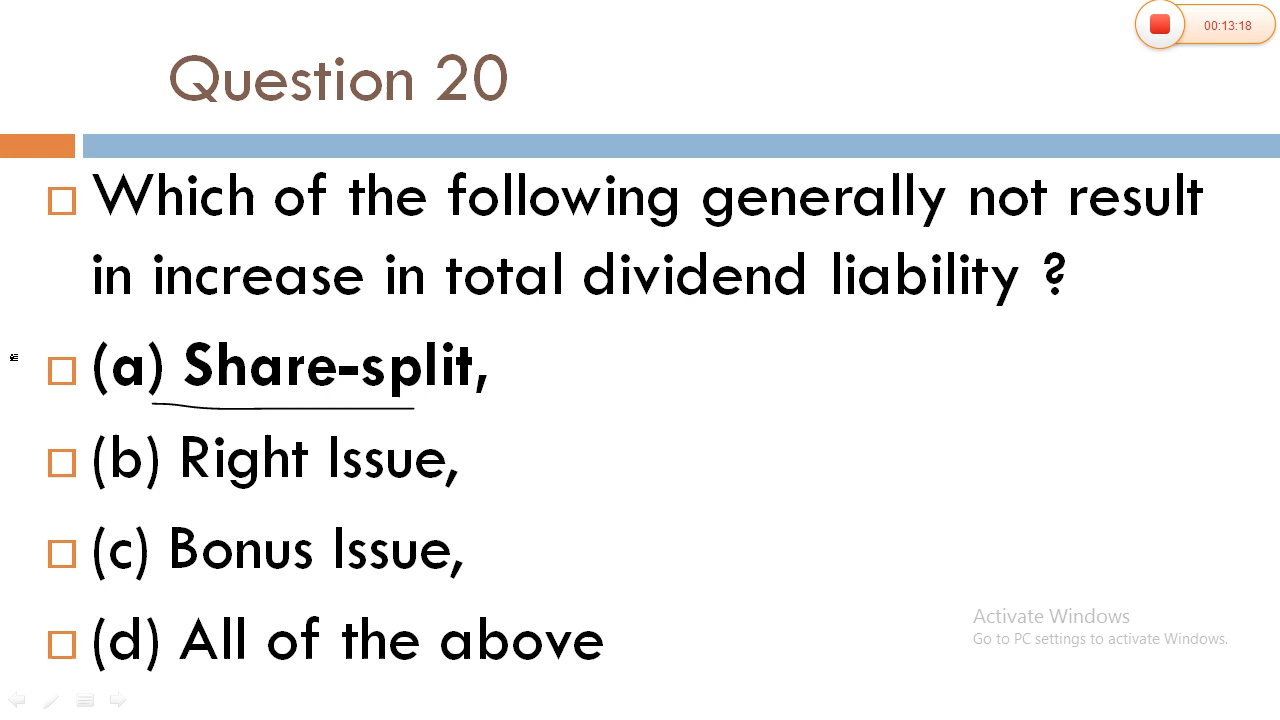 00:13:18
Question 20
Which of the following generally not result
in increase in total dividend liability ?
(a) Share-split,
(b) Right Issue,
(c) Bonus Issue,
(d) All of the above
Activate Windows
Go to PC settings to activate Windows.